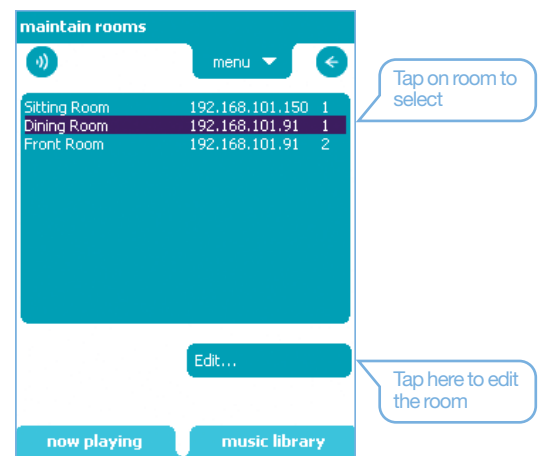 maintain rooms
menu
Tap on room to
select
Sitting Room 192.168.101.150 1
Dining Room 192.168.101.91 1
Front Room 192.168.101.91 2
Edit...
Tap here to edit
the room
now playing
music library